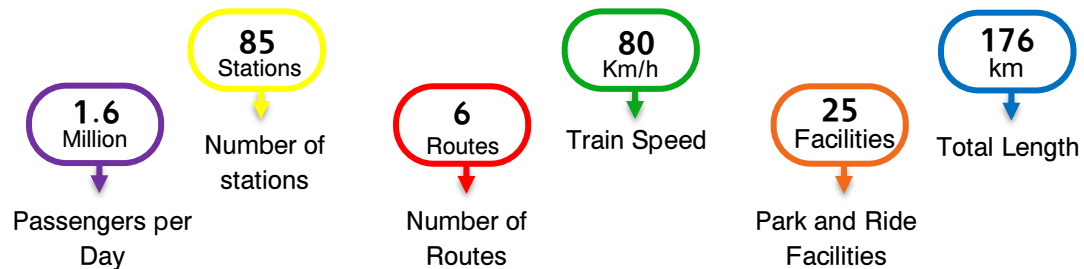 1.6
Million
Passengers per
Day
85
Stations
Number of
stations
6
Routes
Number of
Routes
80
Km/h
Train Speed
25
Facilities
Park and Ride
Facilities
176
km
Total Length